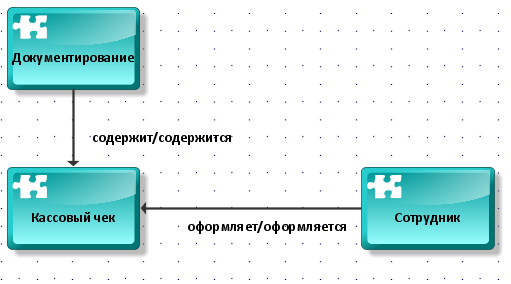 Документирование
содержит/содержится
Кассовый чек
оформляет/оформляется
Сотрудник